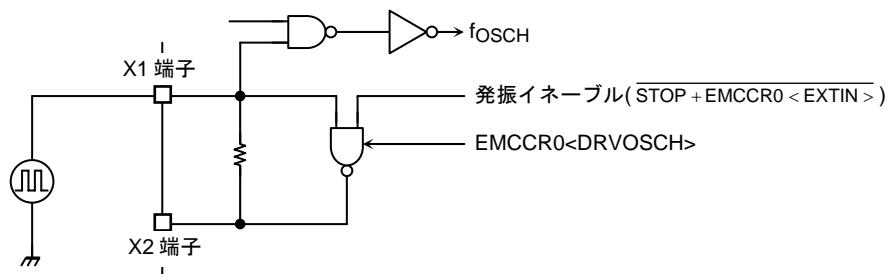 fOSCH
X1 端子
発振イネーブル(STOP + EMCCR0 < EXTIN >)
EMCCR0<DRVOSCH>
X2 端子